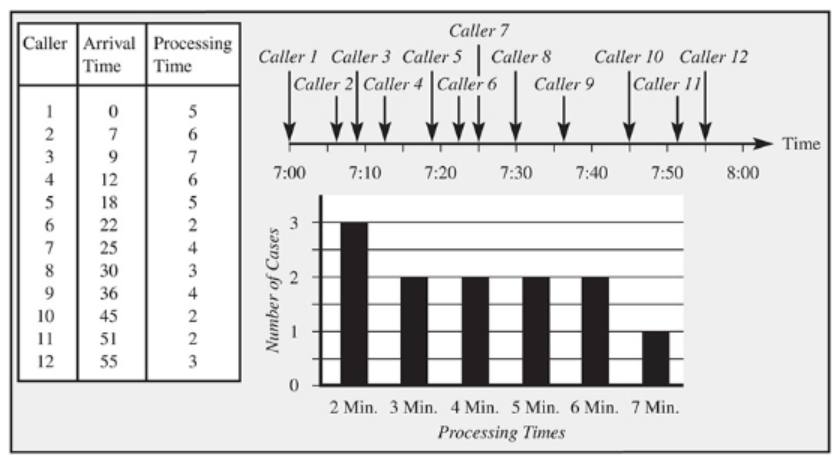 Caller Arrival Time Processing Time
1 0 5
2 7 6
3 9 7
4 12 6
5 18 5
6 22 2
7 25 4
8 30 3
9 36 4
10 45 2
11 51 2
12 55 3
Caller 7
Caller 1 Caller 3 Caller 5 Caller 8 Caller 10 Caller 12
Caller 2 Caller 4 Caller 6 Caller 9 Caller 11
Time
7:00 7:10 7:20 7:30 7:40 7:50 8:00
Number of Cases
3
2
1
0
2 Min. 3 Min. 4 Min. 5 Min. 6 Min. 7 Min.
Processing Times